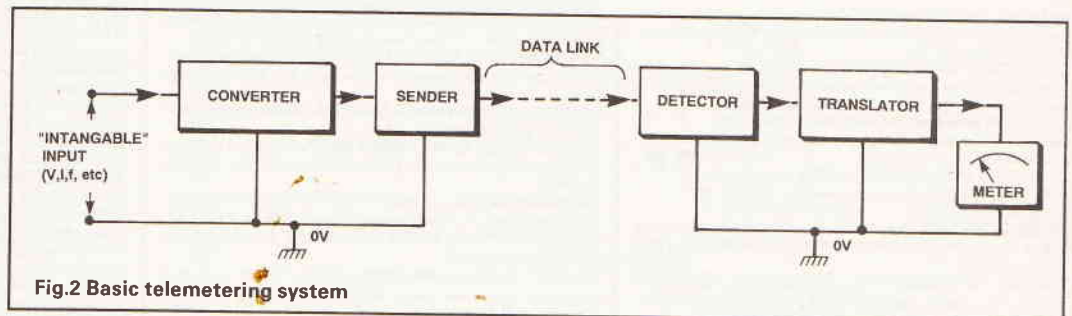 DATA LINK
CONVERTER
SENDER
DETECTOR
TRANSLATOR
"INTANGABLE"
INPUT
(V,I,f, etc)
METER
0V
0V
Fig.2 Basic telemetering system